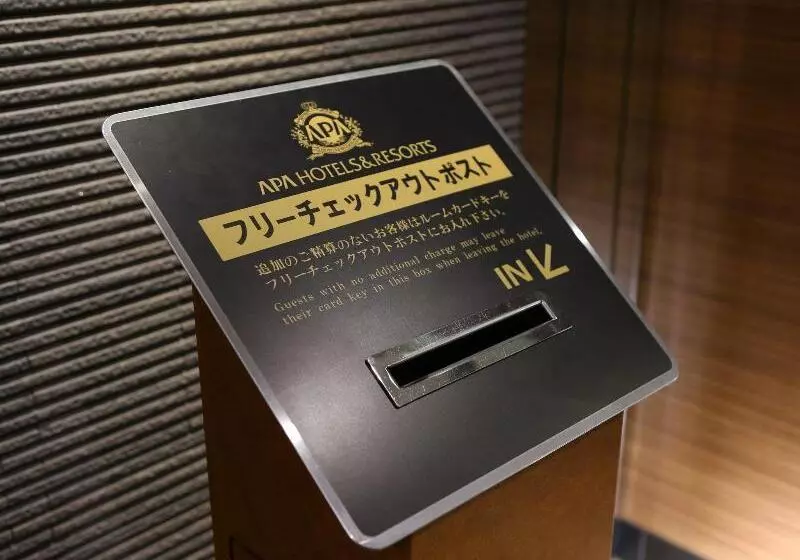 APA
APA HOTELS&RESORTS
フリーチェックアウトポスト
追加のご精算のないお客様はルームカードキーを
フリーチェックアウトポストにお入れ下さい。
Guests with no additional charge may leave
their card key in this box when leaving the hotel.
IN